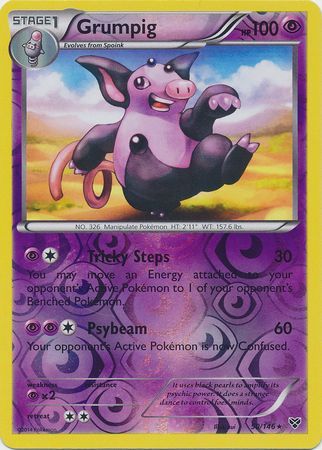 STAGE1
Grumpig
HP100
Evolves from Spoink
NO. 326 Manipulate Pokémon HT: 2'11" WT: 157.6 lbs.
Tricky Steps 30
You may move an Energy attached to your
opponent's Active Pokémon to 1 of your opponent's
Benched Pokémon.
Psybeam 60
Your opponent's Active Pokémon is now Confused.
weakness
×2
resistance
retreat
It uses black pearls to amplify its
psychic power. It does a strange
dance to control foes' minds.
©2014 Pokémon
/146